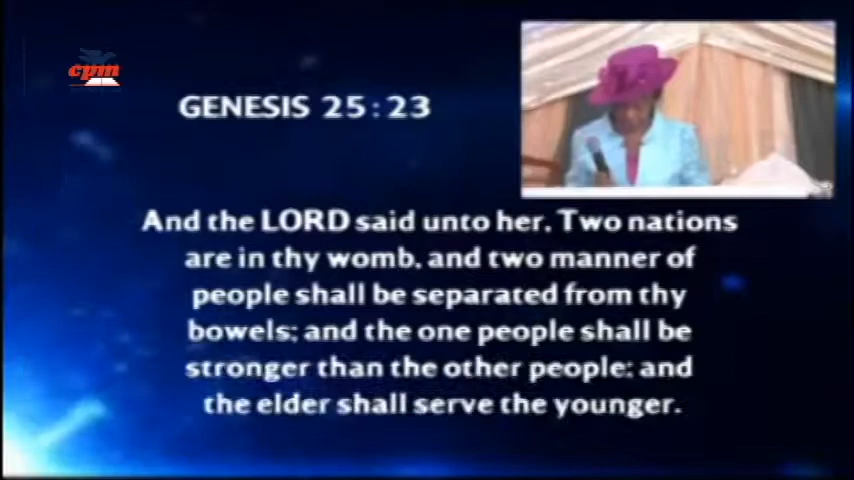 cpm
GENESIS 25:23
And the LORD said unto her, Two nations
are in thy womb, and two manner of
people shall be separated from thy
bowels; and the one people shall be
stronger than the other people; and
the elder shall serve the younger.